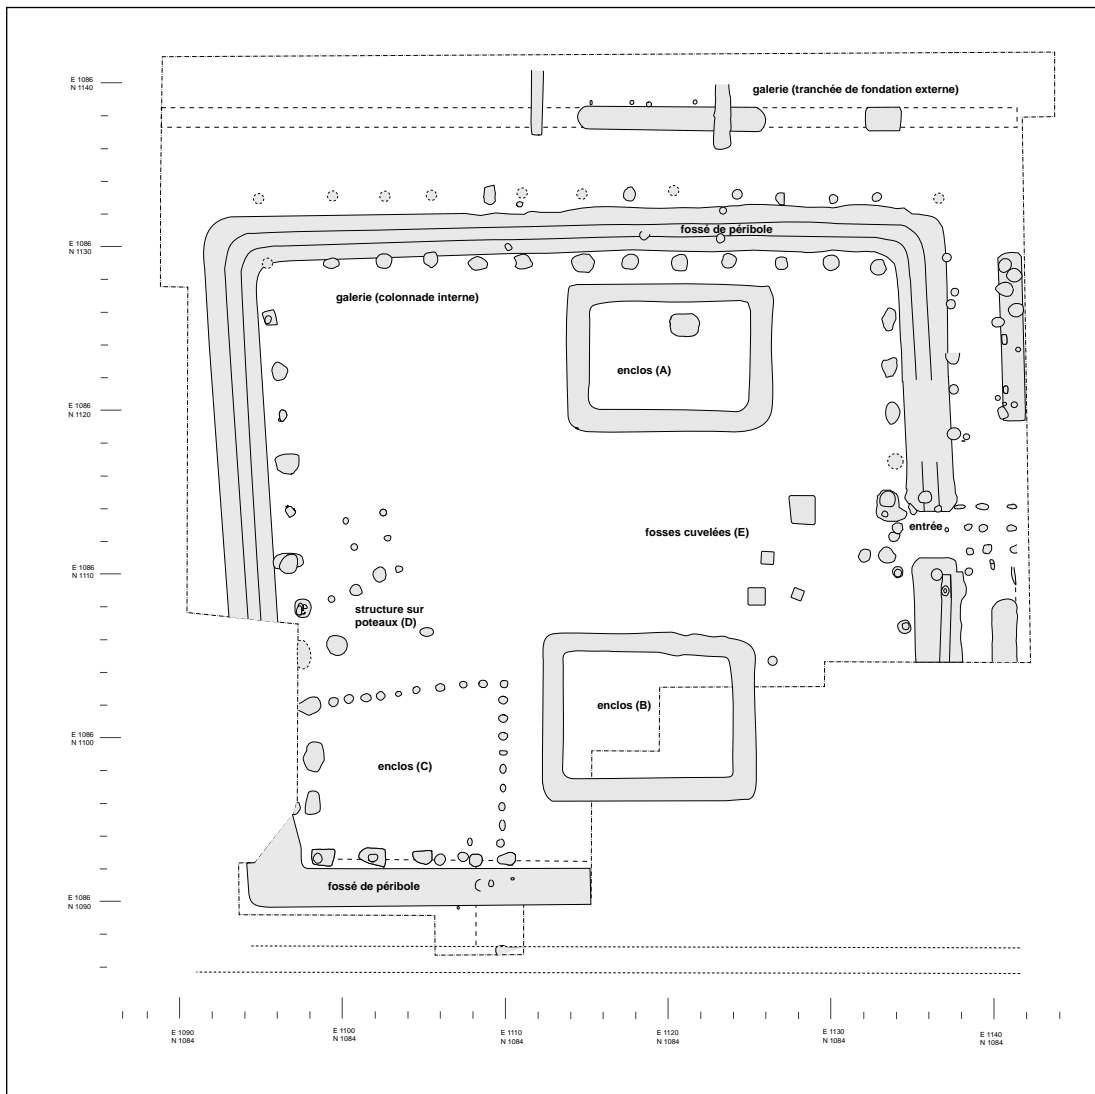 E 1086
N 1140
galerie (tranchée de fondation externe)
fossé de péribole
E 1086
N 1130
galerie (colonnade interne)
enclos (A)
E 1086
N 1120
fosses cuvelées (E)
entrée
E 1086
N 1110
structure sur
poteaux (D)
enclos (B)
E 1086
N 1100
enclos (C)
fossé de péribole
E 1086
N 1090
E 1090
N 1084
E 1100
N 1084
E 1110
N 1084
E 1120
N 1084
E 1130
N 1084
E 1140
N 1084